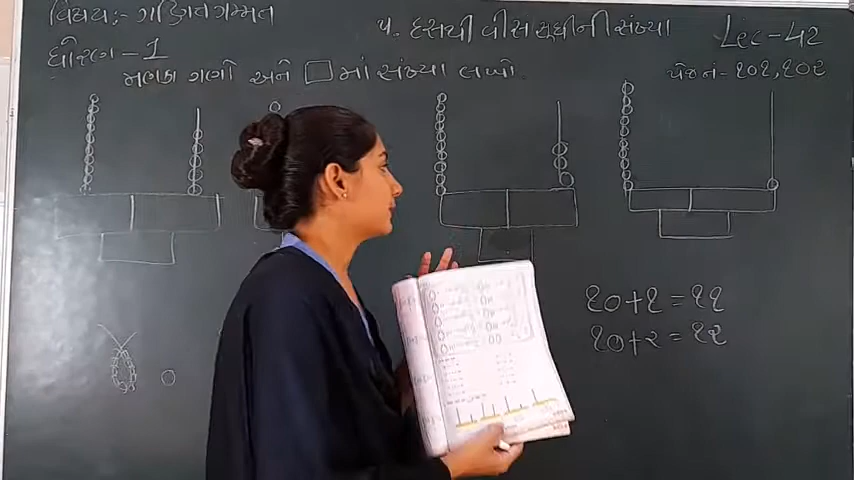 વિષય:- ગણિતગમ્મત
૫. દસથી વીસ સુધીની સંખ્યા
Lec-42
ધોરણ-1
મણકા ગણો અને □ માં સંખ્યા લખો
પેજ નં- ૧૦૧,૧૦૨
૧૦+૧ = ૧૧
૧૦+૨ = ૧૨